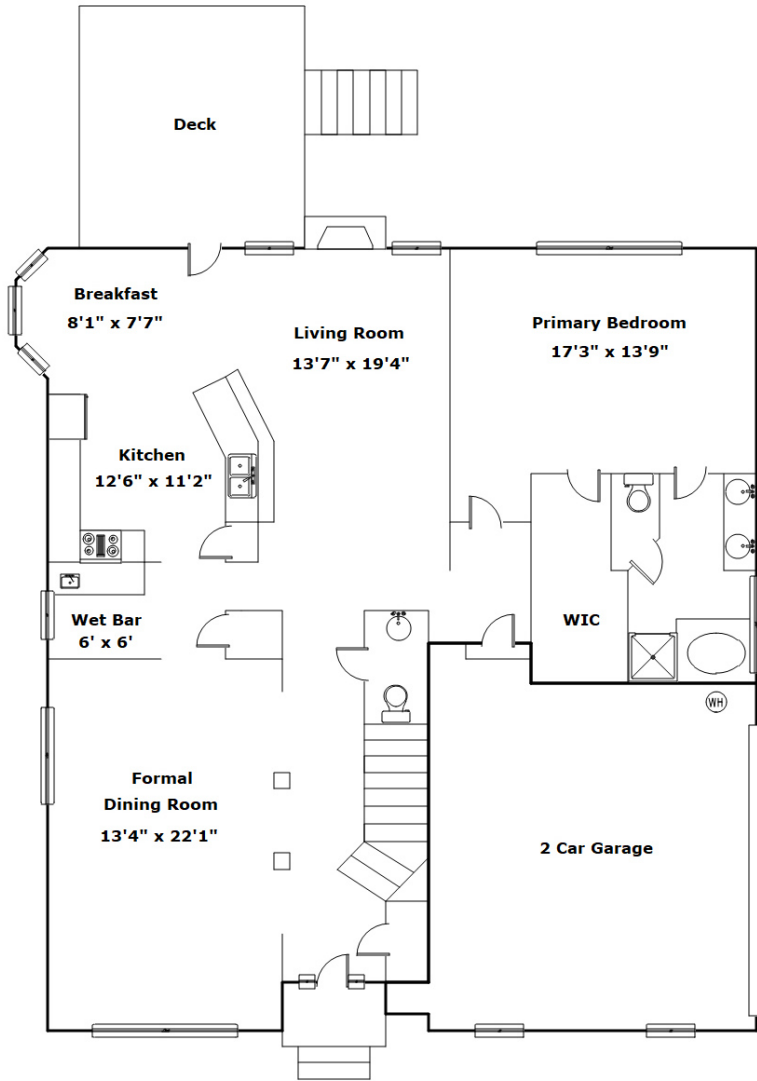 Deck
Breakfast
8'1" x 7'7"
Living Room
13'7" x 19'4"
Primary Bedroom
17'3" x 13'9"
Kitchen
12'6" x 11'2"
Wet Bar
6' x 6'
WIC
WH
Formal
Dining Room
13'4" x 22'1"
2 Car Garage